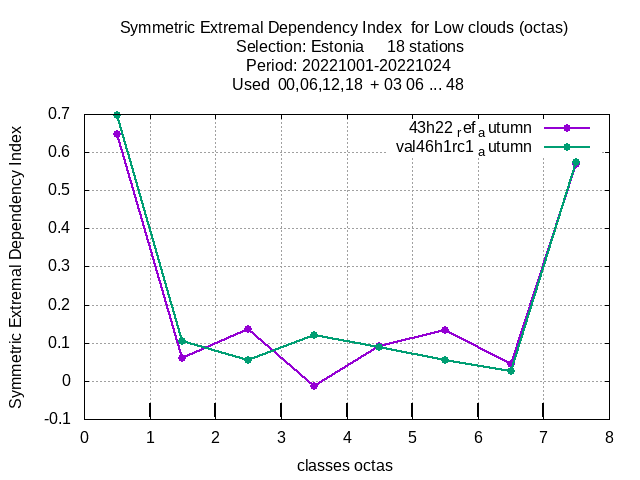 Symmetric Extremal Dependency Index  for Low clouds (octas)
Selection: Estonia     18 stations
Period: 20221001-20221024
Used  00,06,12,18  + 03 06 ... 48
43h22 ref autumn
val46h1rc1 autumn
Symmetric Extremal Dependency Index
0.7
0.6
0.5
0.4
0.3
0.2
0.1
0
-0.1
0 1 2 3 4 5 6 7 8
classes octas